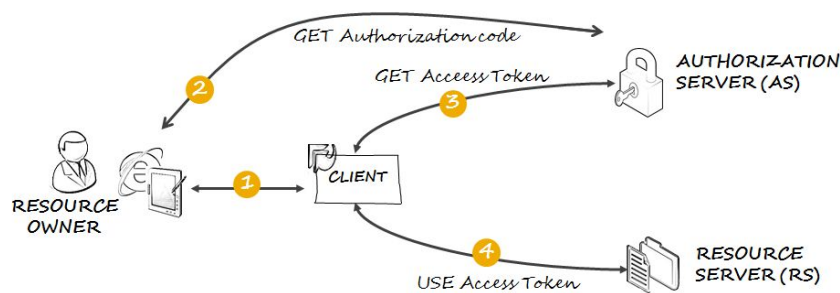 GET Authorization code
AUTHORIZATION
SERVER (AS)
2
GET Acceess Token
3
1
CLIENT
RESOURCE
OWNER
4
USE Access Token
RESOURCE
SERVER (RS)